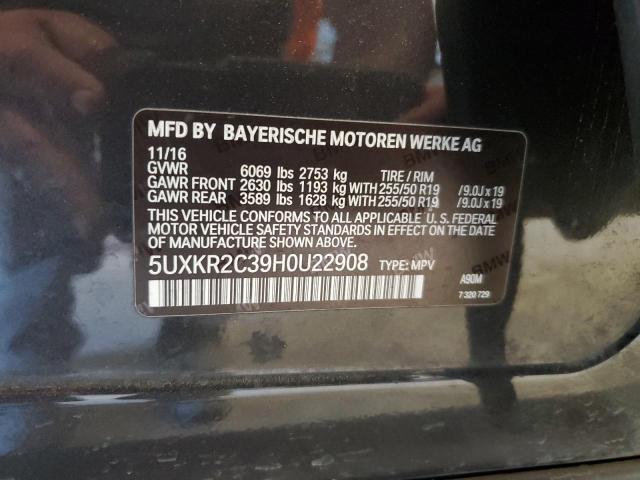 MFD BY BAYERISCHE MOTOREN WERKE AG
11/16
GVWR 6069 lbs 2753 kg TIRE / RIM
GAWR FRONT 2630 lbs 1193 kg WITH 255/50 R19 /9.0J x 19
GAWR REAR 3589 lbs 1628 kg WITH 255/50 R19 /9.0J x 19
THIS VEHICLE CONFORMS TO ALL APPLICABLE U. S. FEDERAL
MOTOR VEHICLE SAFETY STANDARDS IN EFFECT ON THE DATE OF
MANUFACTURE SHOWN ABOVE.
5UXKR2C39H0U22908 TYPE: MPV
A90M
7 320 729